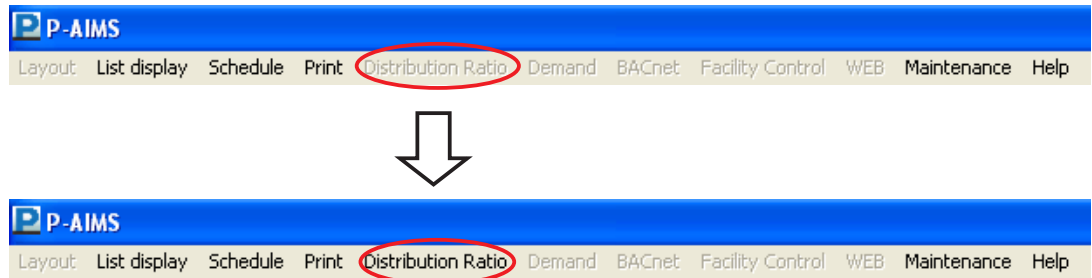 P-AIMS
Layout List display Schedule Print Distribution Ratio Demand BACnet Facility Control WEB Maintenance Help
P-AIMS
Layout List display Schedule Print Distribution Ratio Demand BACnet Facility Control WEB Maintenance Help